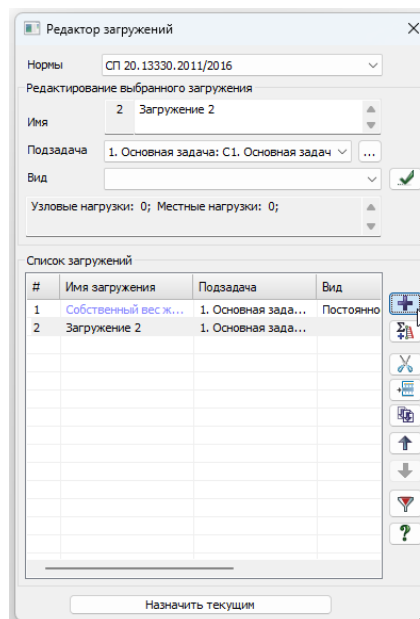 Редактор загружений
Нормы СП 20.13330.2011/2016
Редактирование выбранного загружения
Имя 2 Загружение 2
Подзадача 1. Основная задача: С1. Основная задач ...
Вид
Узловые нагрузки: 0; Местные нагрузки: 0;
Список загружений
# Имя загружения Подзадача Вид
1 Собственный вес ж... 1. Основная зада... Постоянно
2 Загружение 2 1. Основная зада...
Назначить текущим